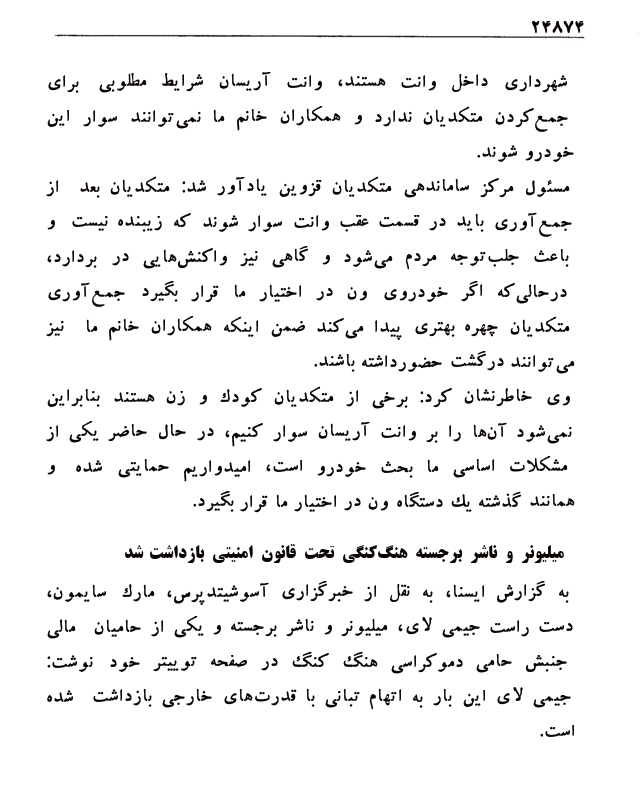 ۲۴۸۷۴
شهرداری داخل وانت هستند، وانت آریسان شرایط مطلوبی برای
جمع‌کردن متکدیان ندارد و همکاران خانم ما نمی‌توانند سوار این
خودرو شوند.
مسئول مرکز ساماندهی متکدیان قزوین یادآور شد: متکدیان بعد از
جمع‌آوری باید در قسمت عقب وانت سوار شوند که زیبنده نیست و
باعث جلب‌توجه مردم می‌شود و گاهی نیز واکنش‌هایی در بردارد،
درحالی‌که اگر خودروی ون در اختیار ما قرار بگیرد جمع‌آوری
متکدیان چهره بهتری پیدا می‌کند ضمن اینکه همکاران خانم ما نیز
می‌توانند درگشت حضورداشته باشند.
وی خاطرنشان کرد: برخی از متکدیان کودک و زن هستند بنابراین
نمی‌شود آن‌ها را بر وانت آریسان سوار کنیم، در حال حاضر یکی از
مشکلات اساسی ما بحث خودرو است، امیدواریم حمایتی شده و
همانند گذشته یک دستگاه ون در اختیار ما قرار بگیرد.
میلیونر و ناشر برجسته هنگ‌کنگی تحت قانون امنیتی بازداشت شد
به گزارش ایسنا، به نقل از خبرگزاری آسوشیتدپرس، مارک سایمون،
دست راست جیمی لای، میلیونر و ناشر برجسته و یکی از حامیان مالی
جنبش حامی دموکراسی هنگ کنگ در صفحه توییتر خود نوشت:
جیمی لای این بار به اتهام تبانی با قدرت‌های خارجی بازداشت شده
است.